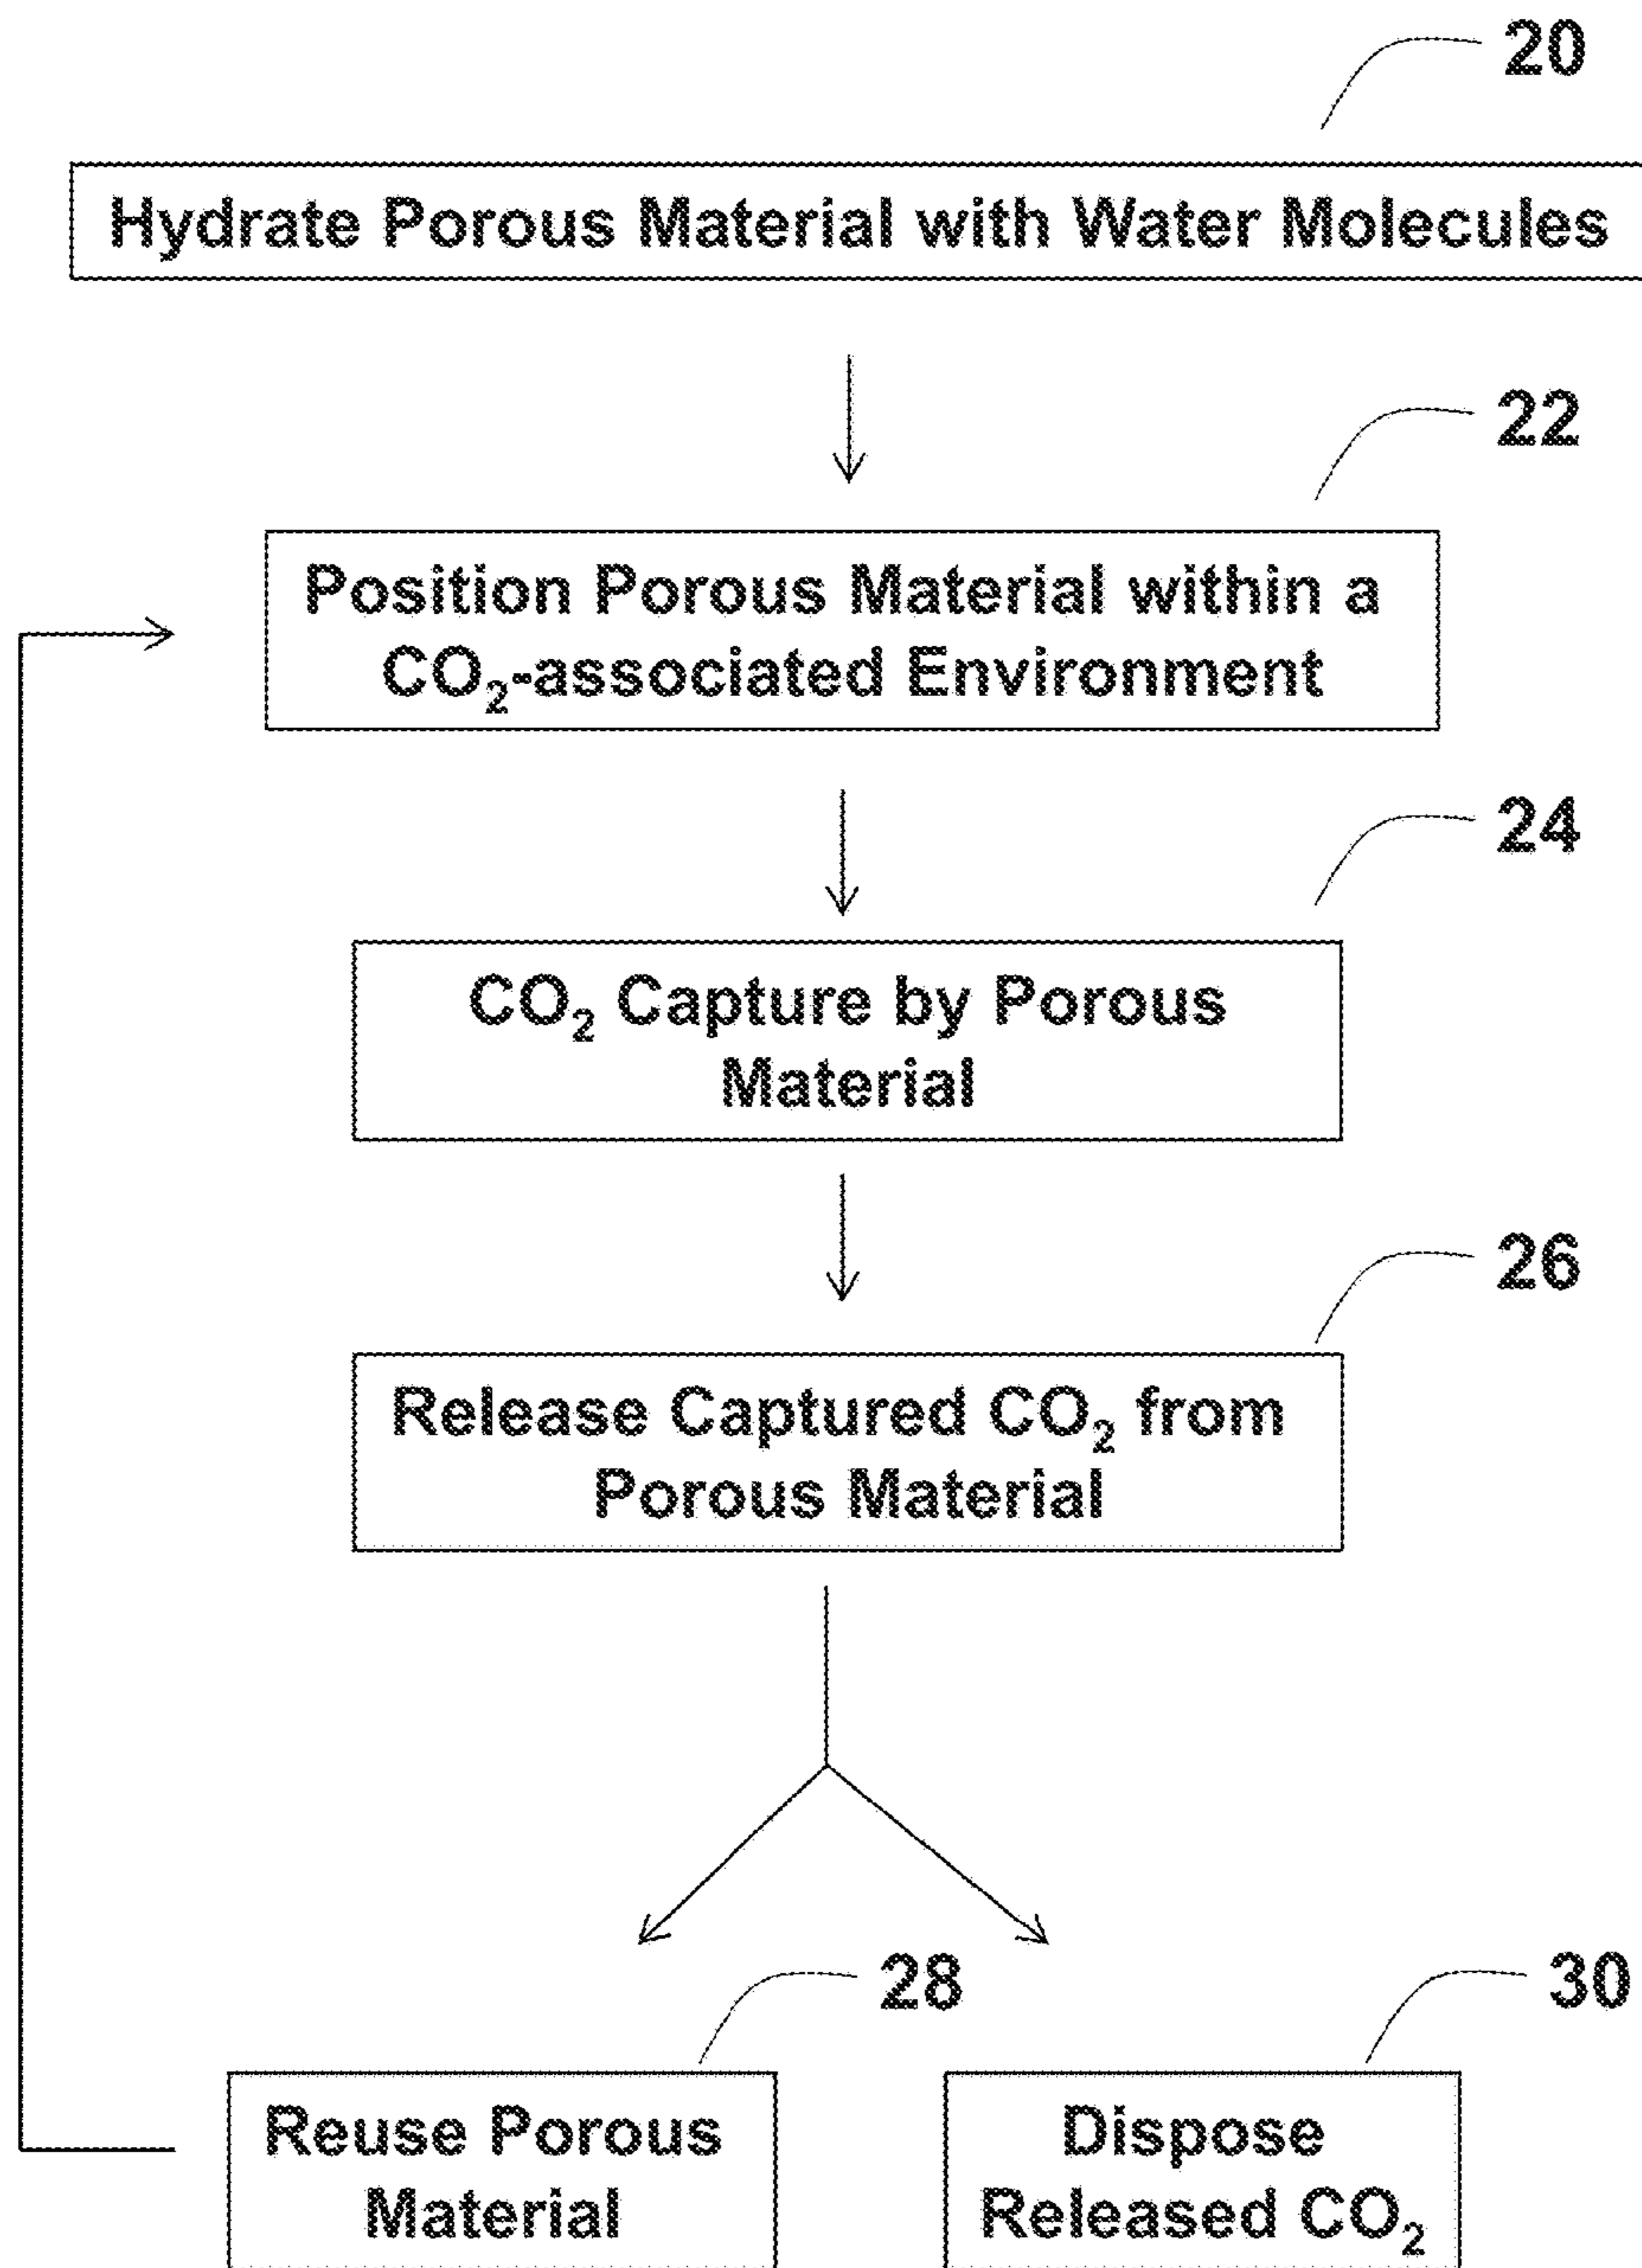 20
Hydrate Porous Material with Water Molecules
22
Position Porous Material within a
CO₂-associated Environment
24
CO₂ Capture by Porous
Material
26
Release Captured CO₂ from
Porous Material
28
30
Reuse Porous
Material
Dispose
Released CO₂